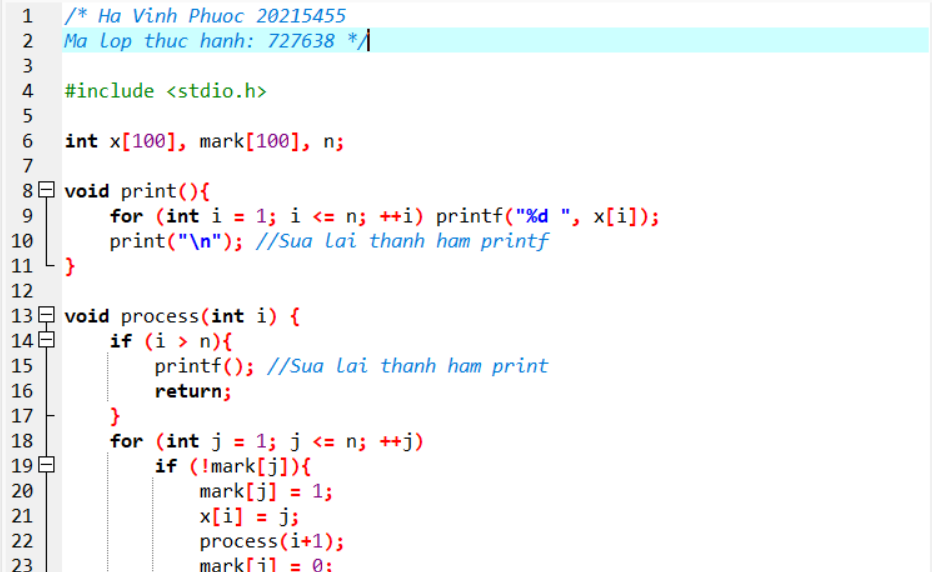 1 /* Ha Vinh Phuoc 20215455
2 Ma lop thuc hanh: 727638 */
3
4 #include <stdio.h>
5
6 int x[100], mark[100], n;
7
8 void print(){
9 for (int i = 1; i <= n; ++i) printf("%d ", x[i]);
10 print("\n"); //Sua lai thanh ham printf
11 }
12
13 void process(int i) {
14 if (i > n){
15 printf(); //Sua lai thanh ham print
16 return;
17 }
18 for (int j = 1; j <= n; ++j)
19 if (!mark[j]){
20 mark[j] = 1;
21 x[i] = j;
22 process(i+1);
23 mark[j] = 0;